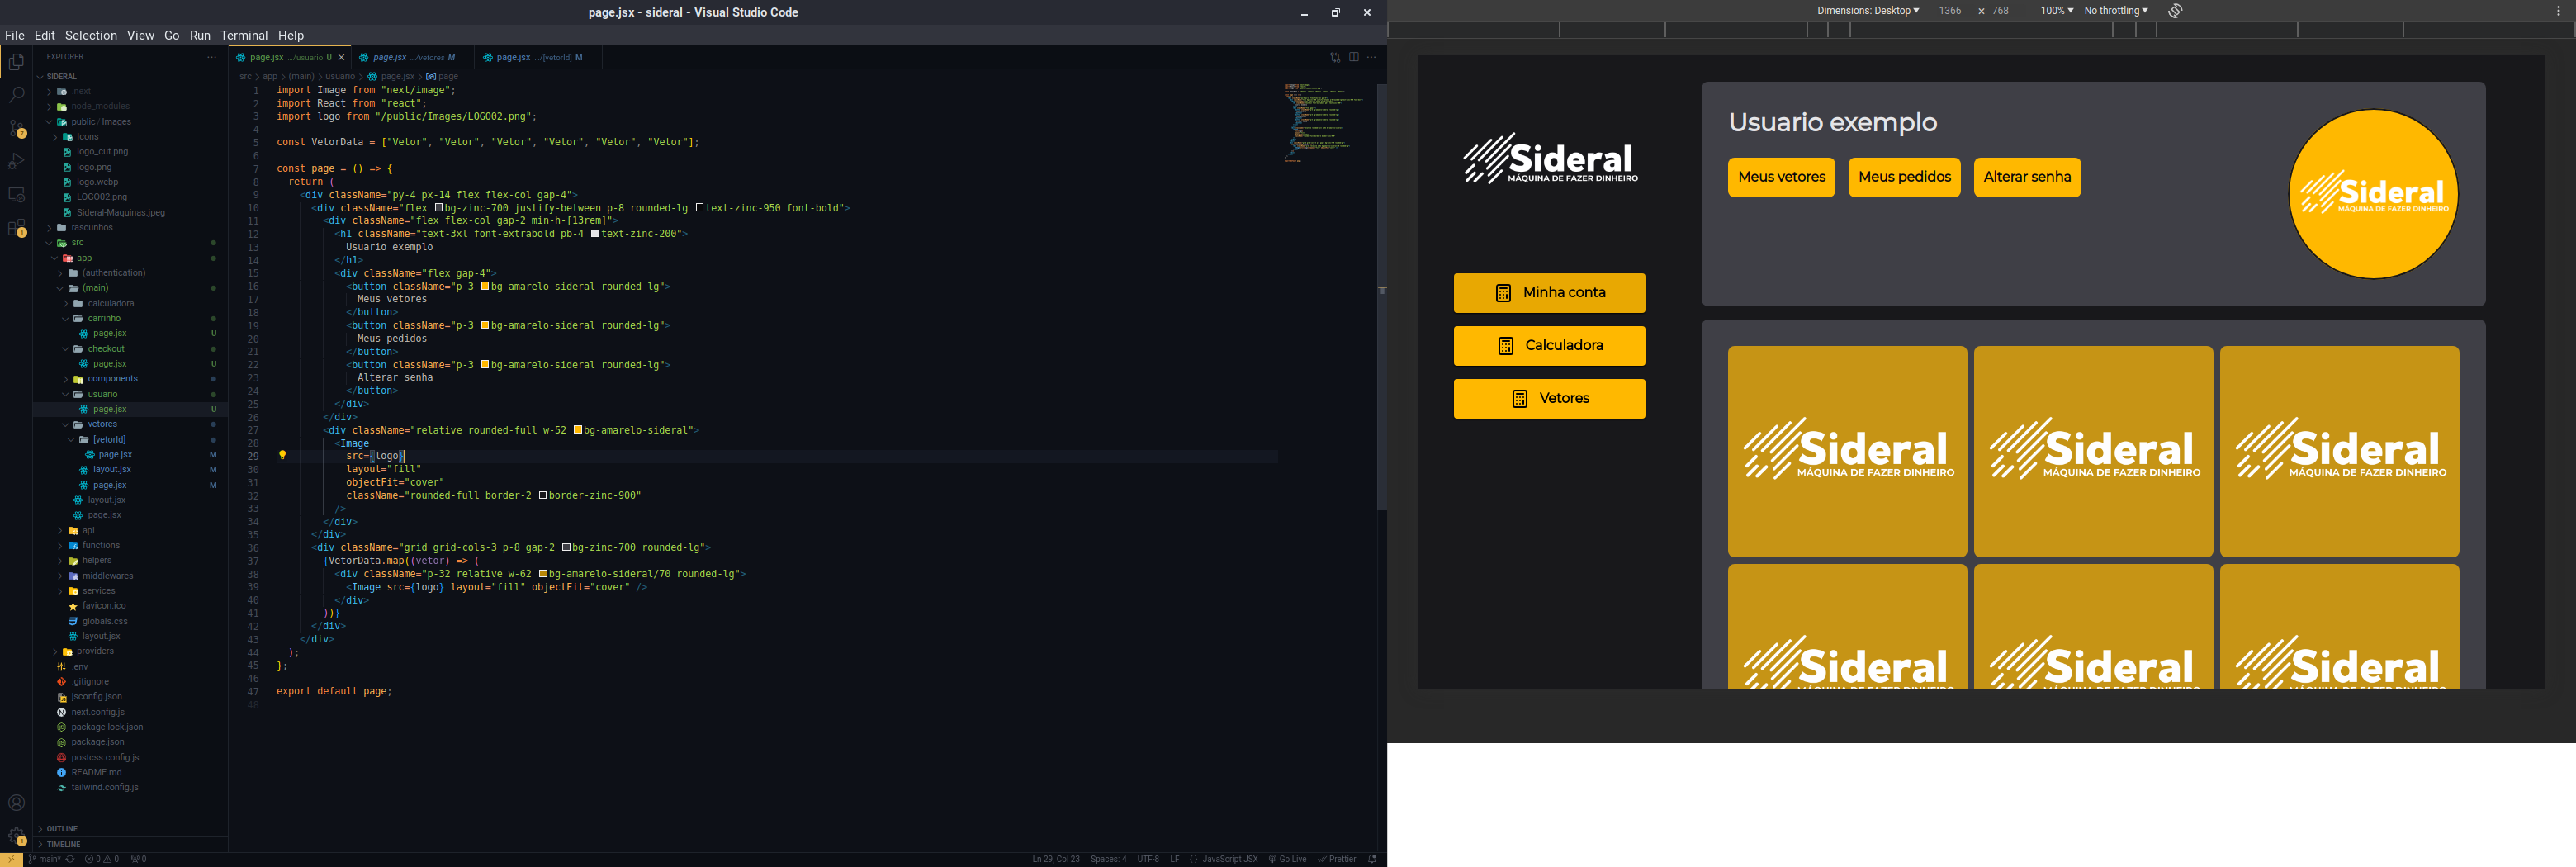 page.jsx - sideral - Visual Studio Code
File Edit Selection View Go Run Terminal Help
EXPLORER
SIDERAL
.next
node_modules
public / Images
Icons
logo_cut.png
logo.png
logo.webp
LOGO02.png
Sideral-Maquinas.jpeg
rascunhos
src
app
(authentication)
(main)
calculadora
carrinho
page.jsx U
checkout
page.jsx U
components
usuario
page.jsx U
vetores
[vetorId]
page.jsx M
layout.jsx M
page.jsx M
layout.jsx
page.jsx
api
functions
helpers
middlewares
services
favicon.ico
globals.css
layout.jsx
providers
.env
.gitignore
jsconfig.json
next.config.js
package-lock.json
package.json
postcss.config.js
README.md
tailwind.config.js
OUTLINE
TIMELINE
page.jsx .../usuario U
page.jsx .../vetores M
page.jsx .../[vetorId] M
src > app > (main) > usuario > page.jsx > page
1 import Image from "next/image";
2 import React from "react";
3 import logo from "/public/Images/LOGO02.png";
4
5 const VetorData = ["Vetor", "Vetor", "Vetor", "Vetor", "Vetor", "Vetor"];
6
7 const page = () => {
8 return (
9 <div className="py-4 px-14 flex flex-col gap-4">
10 <div className="flex bg-zinc-700 justify-between p-8 rounded-lg text-zinc-950 font-bold">
11 <div className="flex flex-col gap-2 min-h-[13rem]">
12 <h1 className="text-3xl font-extrabold pb-4 text-zinc-200">
13 Usuario exemplo
14 </h1>
15 <div className="flex gap-4">
16 <button className="p-3 bg-amarelo-sideral rounded-lg">
17 Meus vetores
18 </button>
19 <button className="p-3 bg-amarelo-sideral rounded-lg">
20 Meus pedidos
21 </button>
22 <button className="p-3 bg-amarelo-sideral rounded-lg">
23 Alterar senha
24 </button>
25 </div>
26 </div>
27 <div className="relative rounded-full w-52 bg-amarelo-sideral">
28 <Image
29 src={logo}
30 layout="fill"
31 objectFit="cover"
32 className="rounded-full border-2 border-zinc-900"
33 />
34 </div>
35 </div>
36 <div className="grid grid-cols-3 p-8 gap-2 bg-zinc-700 rounded-lg">
37 {VetorData.map((vetor) => (
38 <div className="p-32 relative w-62 bg-amarelo-sideral/70 rounded-lg">
39 <Image src={logo} layout="fill" objectFit="cover" />
40 </div>
41 ))}
42 </div>
43 </div>
44 );
45 };
46
47 export default page;
48
main* 0 0 0
Ln 29, Col 23 Spaces: 4 UTF-8 LF {} JavaScript JSX Go Live Prettier
Dimensions: Desktop 1366 × 768 100% No throttling
Sideral
MÁQUINA DE FAZER DINHEIRO
Minha conta
Calculadora
Vetores
Usuario exemplo
Meus vetores Meus pedidos Alterar senha
Sideral
MÁQUINA DE FAZER DINHEIRO
Sideral Sideral Sideral
MÁQUINA DE FAZER DINHEIRO MÁQUINA DE FAZER DINHEIRO MÁQUINA DE FAZER DINHEIRO
Sideral Sideral Sideral